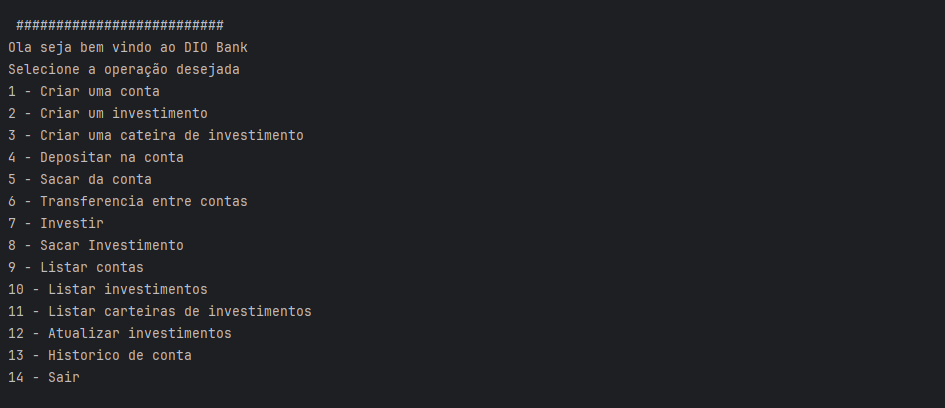 ##########################
Ola seja bem vindo ao DIO Bank
Selecione a operação desejada
1 - Criar uma conta
2 - Criar um investimento
3 - Criar uma cateira de investimento
4 - Depositar na conta
5 - Sacar da conta
6 - Transferencia entre contas
7 - Investir
8 - Sacar Investimento
9 - Listar contas
10 - Listar investimentos
11 - Listar carteiras de investimentos
12 - Atualizar investimentos
13 - Historico de conta
14 - Sair